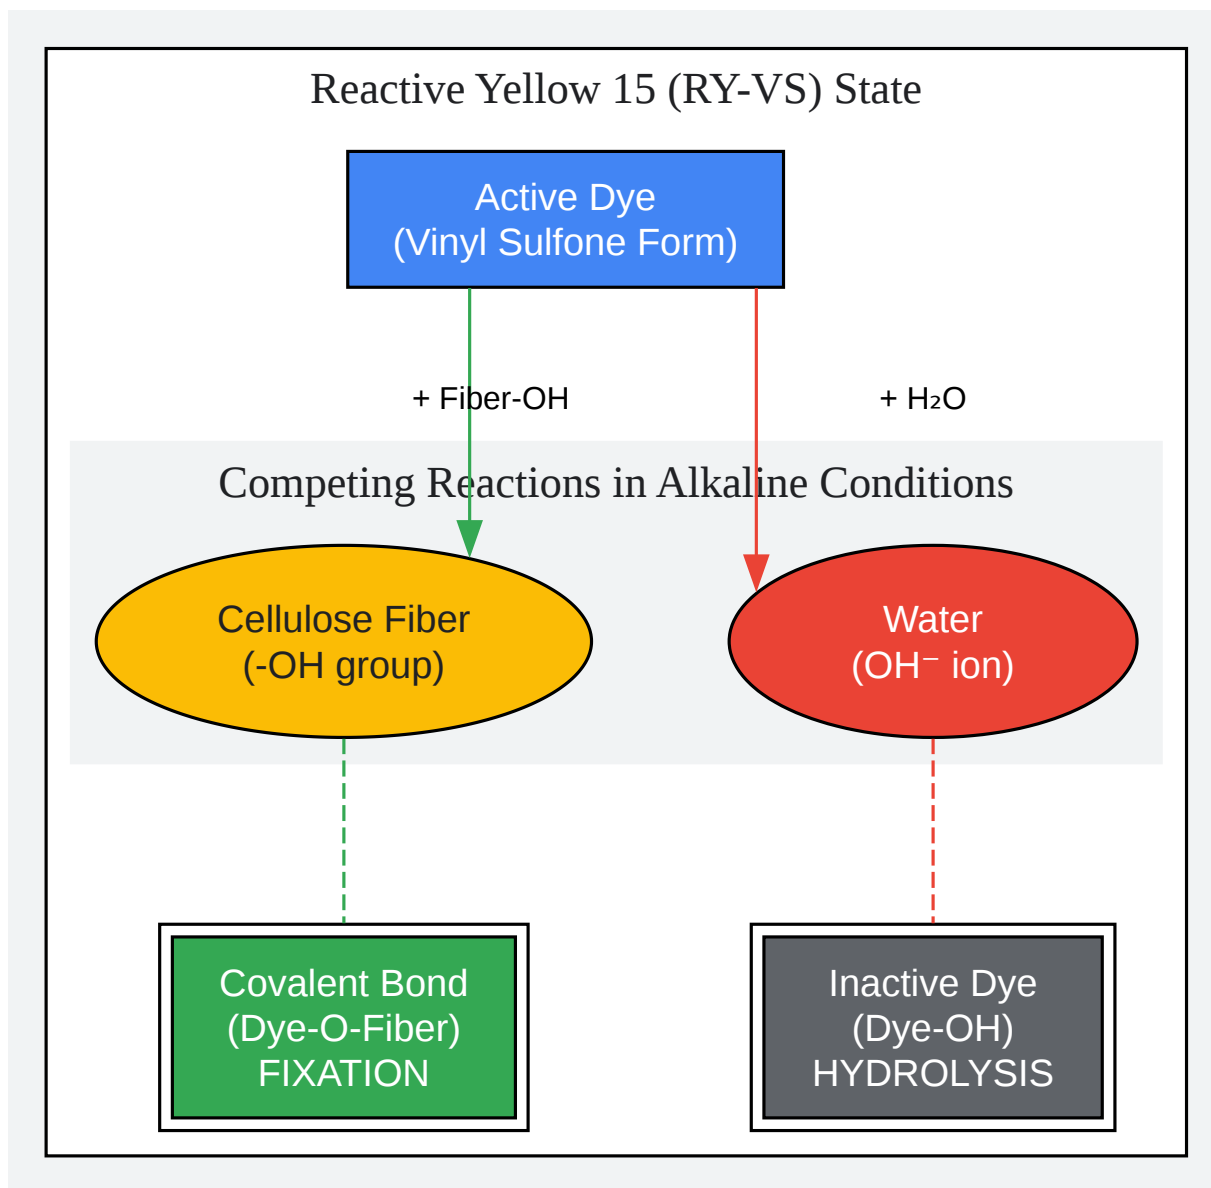 Reactive Yellow 15 (RY-VS) State
Active Dye
(Vinyl Sulfone Form)
+ Fiber-OH
+ H₂O
Competing Reactions in Alkaline Conditions
Cellulose Fiber
(-OH group)
Water
(OH⁻ ion)
Covalent Bond
(Dye-O-Fiber)
FIXATION
Inactive Dye
(Dye-OH)
HYDROLYSIS